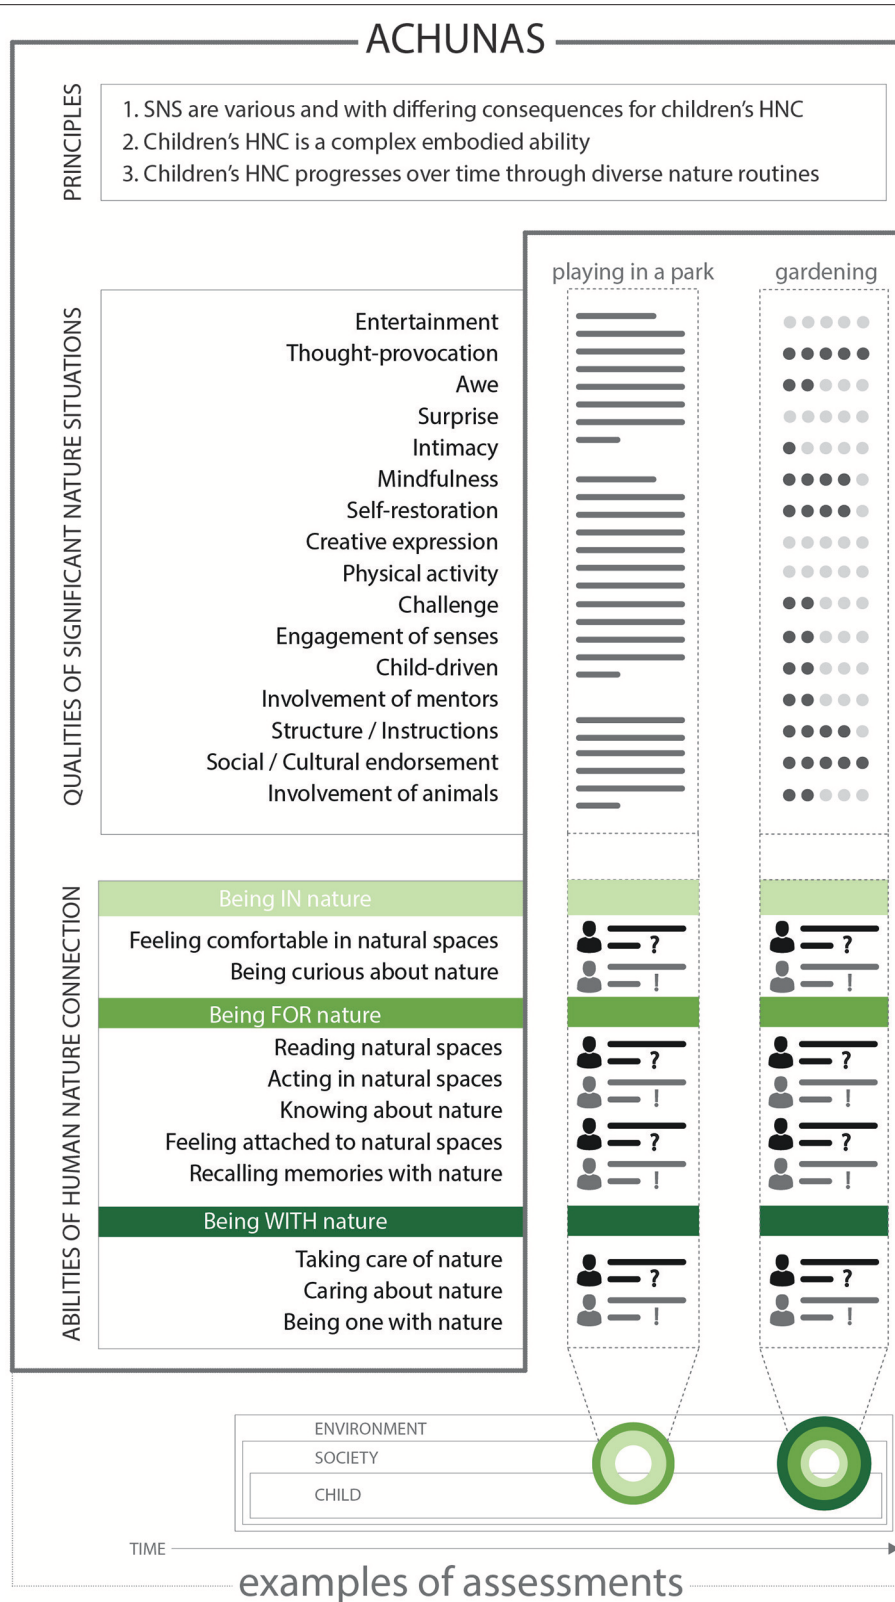 ACHUNAS
PRINCIPLES
1. SNS are various and with differing consequences for children's HNC
2. Children's HNC is a complex embodied ability
3. Children's HNC progresses over time through diverse nature routines
playing in a park
gardening
QUALITIES OF SIGNIFICANT NATURE SITUATIONS
Entertainment
Thought-provocation
Awe
Surprise
Intimacy
Mindfulness
Self-restoration
Creative expression
Physical activity
Challenge
Engagement of senses
Child-driven
Involvement of mentors
Structure / Instructions
Social / Cultural endorsement
Involvement of animals
ABILITIES OF HUMAN NATURE CONNECTION
Being IN nature
Feeling comfortable in natural spaces
? ?
Being curious about nature
! !
Being FOR nature
Reading natural spaces
? ?
Acting in natural spaces
! !
Knowing about nature
Feeling attached to natural spaces
? ?
Recalling memories with nature
! !
Being WITH nature
Taking care of nature
? ?
Caring about nature
! !
Being one with nature
ENVIRONMENT
SOCIETY
CHILD
TIME
examples of assessments